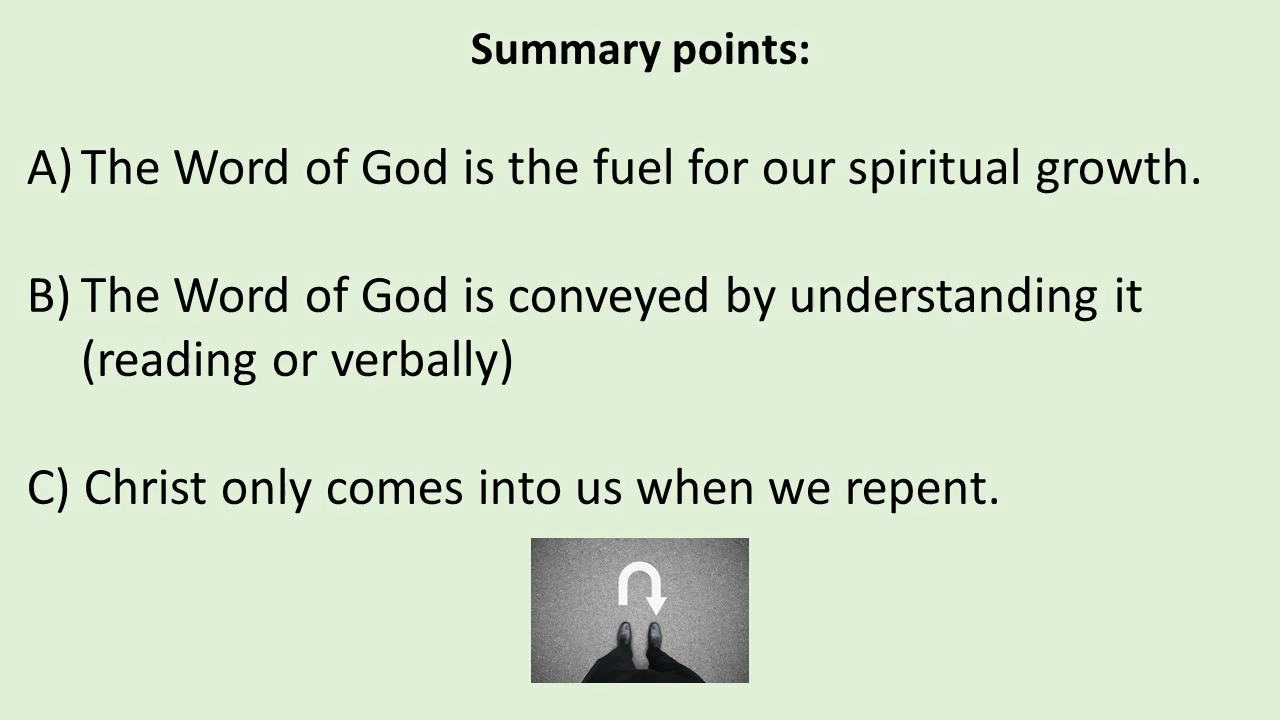 Summary points:
A) The Word of God is the fuel for our spiritual growth.
B) The Word of God is conveyed by understanding it
(reading or verbally)
C) Christ only comes into us when we repent.